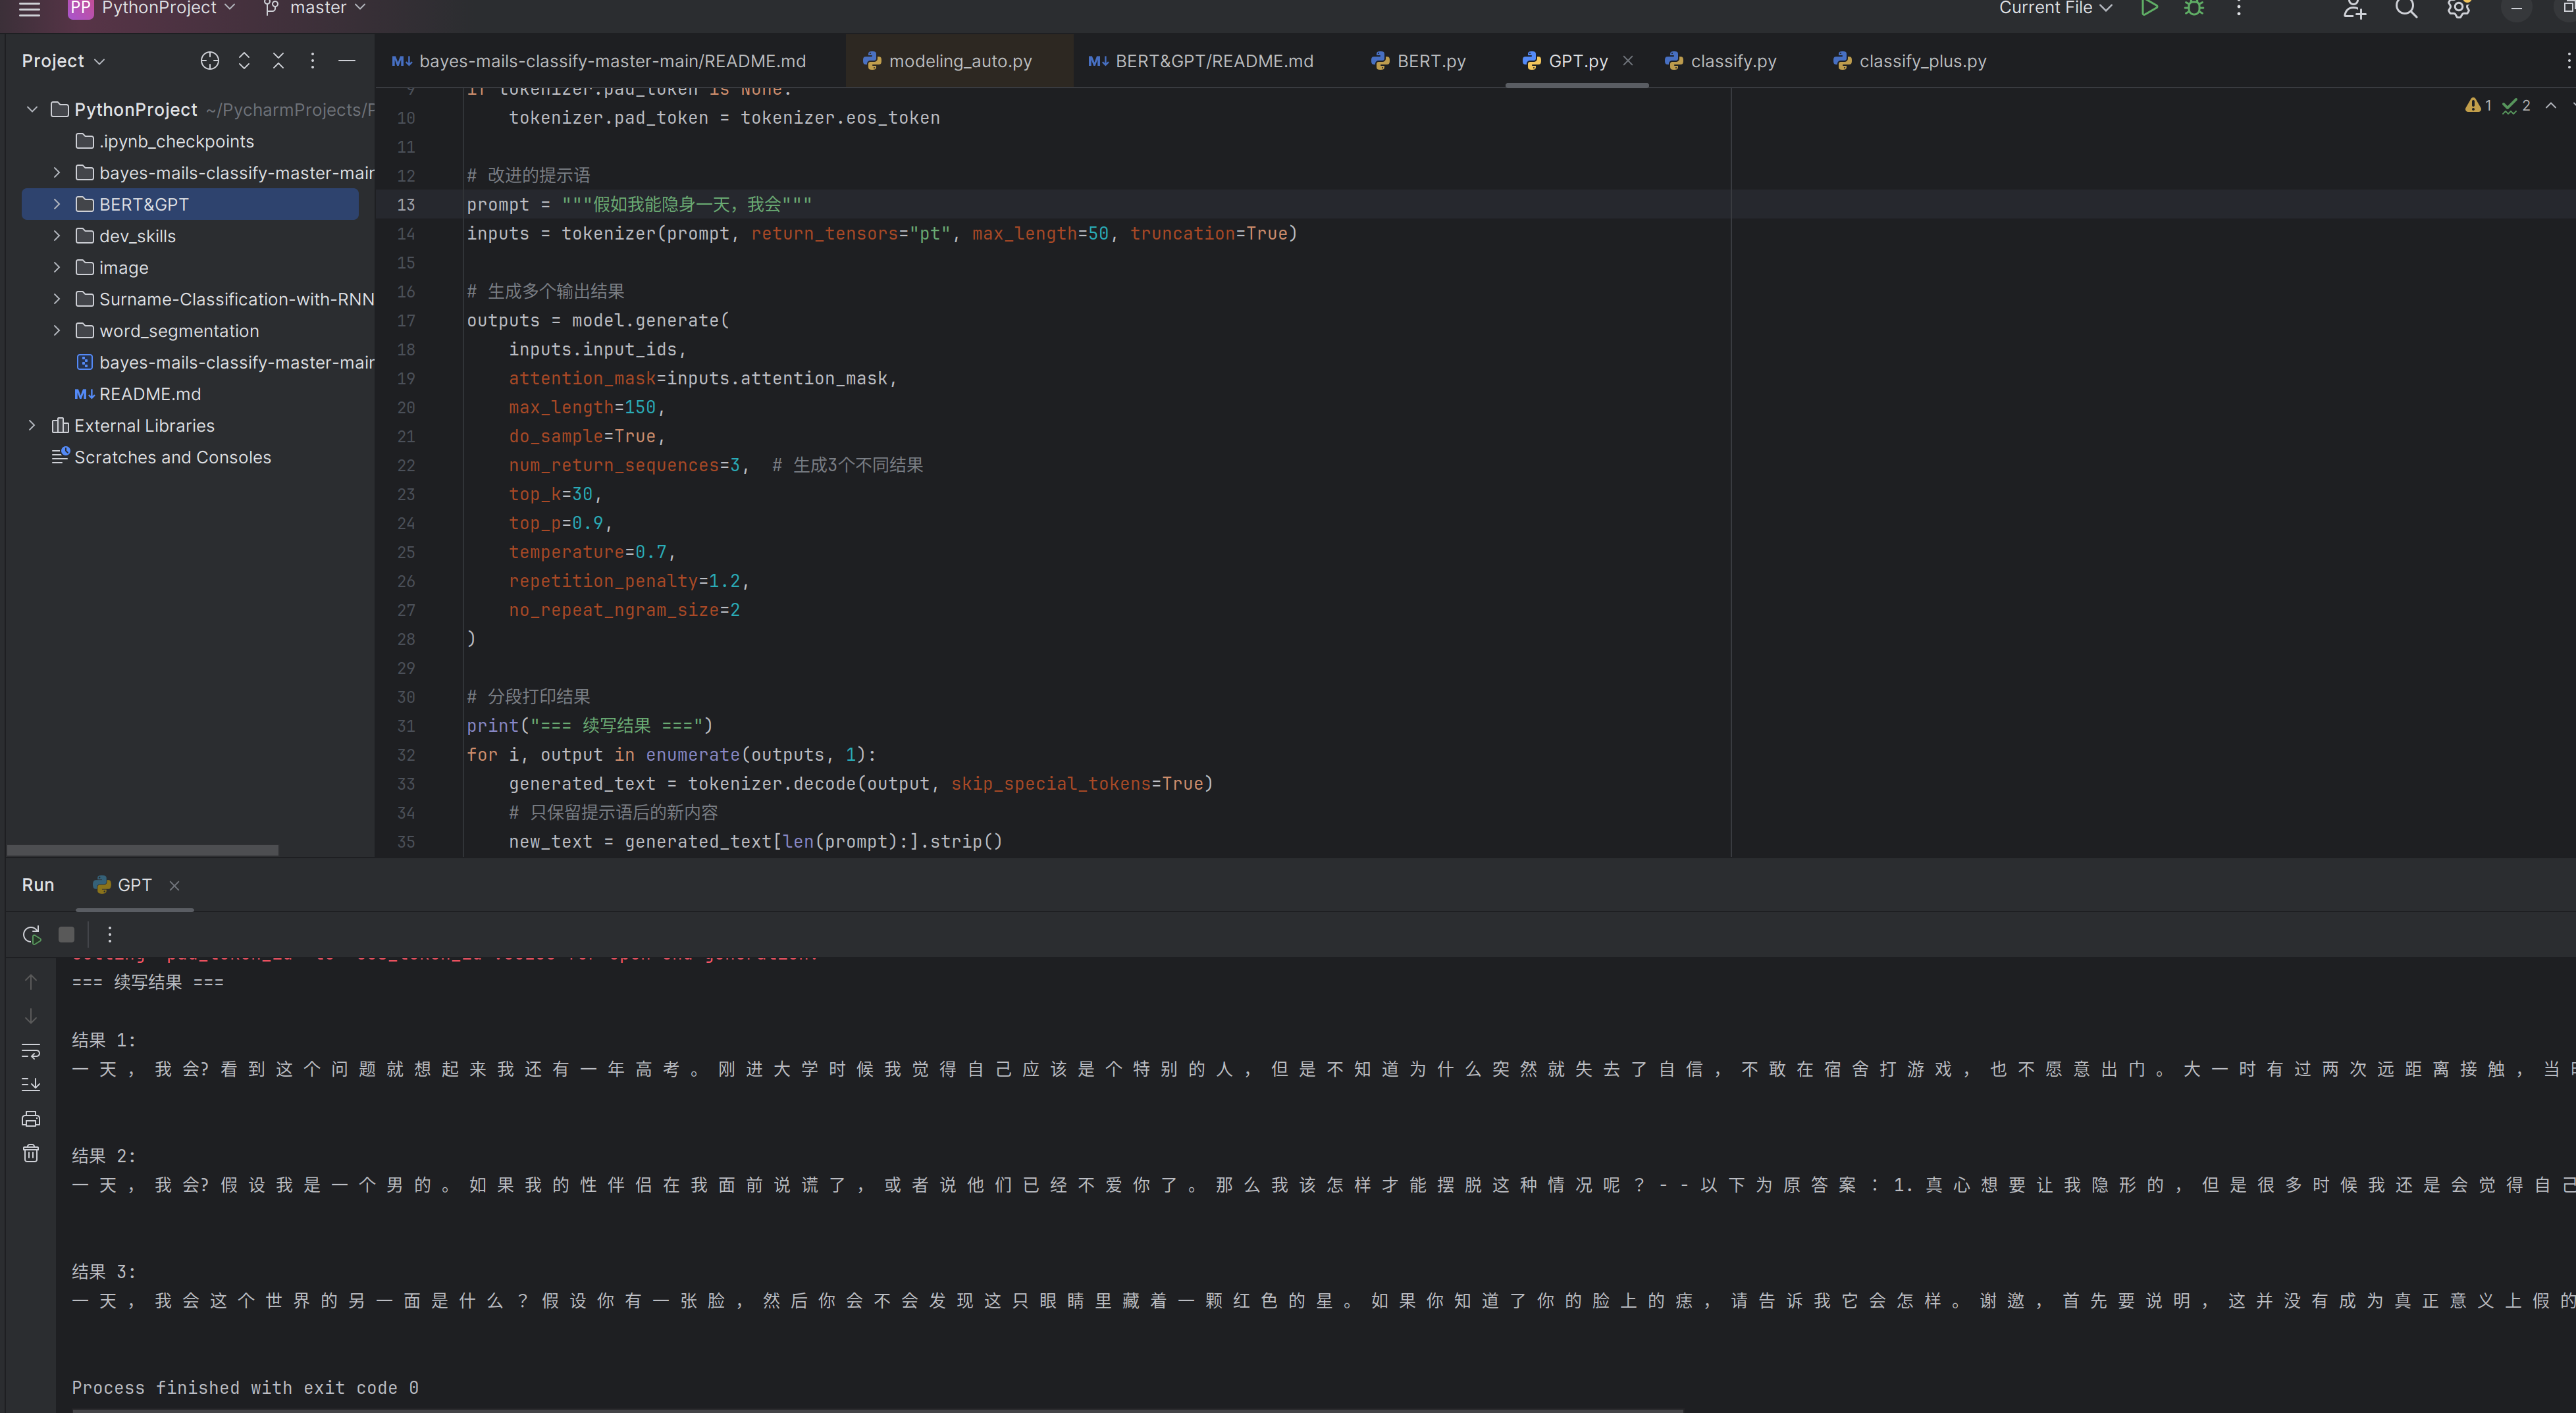 PP PythonProject master Current File
Project
bayes-mails-classify-master-main/README.md modeling_auto.py BERT&GPT/README.md BERT.py GPT.py classify.py classify_plus.py
PythonProject ~/PycharmProjects/P
.ipynb_checkpoints
bayes-mails-classify-master-main
BERT&GPT
dev_skills
image
Surname-Classification-with-RNN
word_segmentation
bayes-mails-classify-master-main
README.md
External Libraries
Scratches and Consoles
1 2
9 if tokenizer.pad_token is None:
10 tokenizer.pad_token = tokenizer.eos_token
11
12 # 改进的提示语
13 prompt = """假如我能隐身一天，我会"""
14 inputs = tokenizer(prompt, return_tensors="pt", max_length=50, truncation=True)
15
16 # 生成多个输出结果
17 outputs = model.generate(
18 inputs.input_ids,
19 attention_mask=inputs.attention_mask,
20 max_length=150,
21 do_sample=True,
22 num_return_sequences=3,  # 生成3个不同结果
23 top_k=30,
24 top_p=0.9,
25 temperature=0.7,
26 repetition_penalty=1.2,
27 no_repeat_ngram_size=2
28 )
29
30 # 分段打印结果
31 print("=== 续写结果 ===")
32 for i, output in enumerate(outputs, 1):
33 generated_text = tokenizer.decode(output, skip_special_tokens=True)
34 # 只保留提示语后的新内容
35 new_text = generated_text[len(prompt):].strip()
Run GPT
=== 续写结果 ===
结果 1:
一 天 ， 我 会? 看 到 这 个 问 题 就 想 起 来 我 还 有 一 年 高 考 。 刚 进 大 学 时 候 我 觉 得 自 己 应 该 是 个 特 别 的 人 ， 但 是 不 知 道 为 什 么 突 然 就 失 去 了 自 信 ， 不 敢 在 宿 舍 打 游 戏 ， 也 不 愿 意 出 门 。 大 一 时 有 过 两 次 远 距 离 接 触 ， 当
结果 2:
一 天 ， 我 会? 假 设 我 是 一 个 男 的 。 如 果 我 的 性 伴 侣 在 我 面 前 说 谎 了 ， 或 者 说 他 们 已 经 不 爱 你 了 。 那 么 我 该 怎 样 才 能 摆 脱 这 种 情 况 呢 ？ - - 以 下 为 原 答 案 ： 1. 真 心 想 要 让 我 隐 形 的 ， 但 是 很 多 时 候 我 还 是 会 觉 得 自 己
结果 3:
一 天 ， 我 会 这 个 世 界 的 另 一 面 是 什 么 ？ 假 设 你 有 一 张 脸 ， 然 后 你 会 不 会 发 现 这 只 眼 睛 里 藏 着 一 颗 红 色 的 星 。 如 果 你 知 道 了 你 的 脸 上 的 痣 ， 请 告 诉 我 它 会 怎 样 。 谢 邀 ， 首 先 要 说 明 ， 这 并 没 有 成 为 真 正 意 义 上 假 的
Process finished with exit code 0